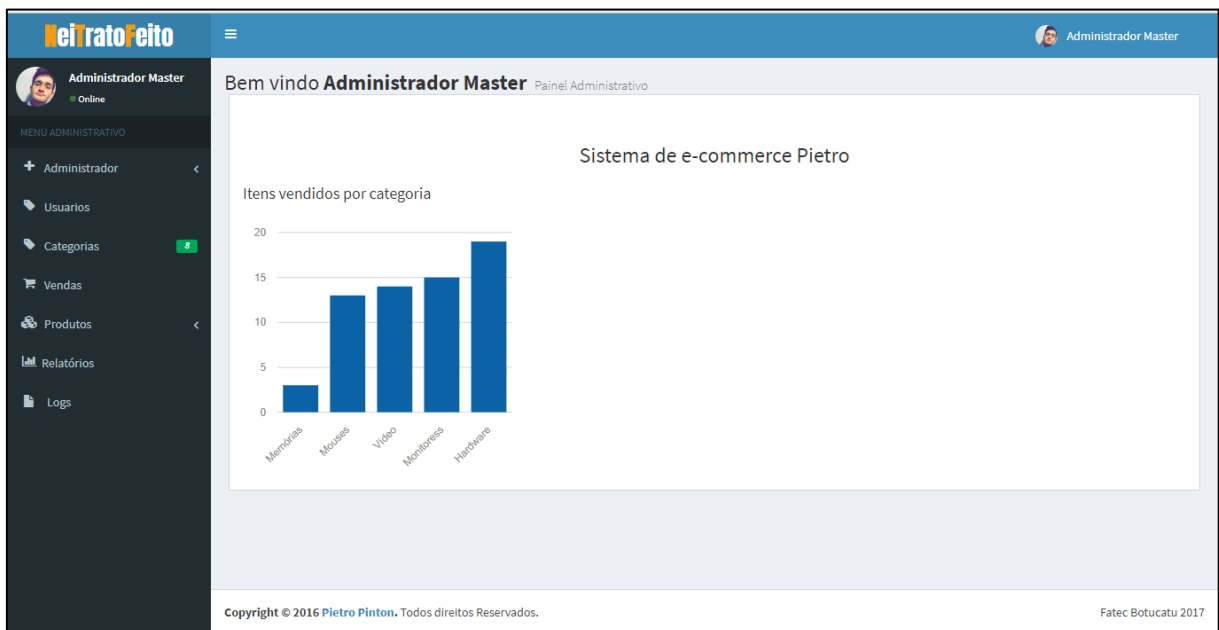 NeiTratoFeito
Administrador Master
Administrador Master
Online
MENU ADMINISTRATIVO
Administrador
Usuarios
Categorias 8
Vendas
Produtos
Relatórios
Logs
Bem vindo Administrador Master Painel Administrativo
Sistema de e-commerce Pietro
Itens vendidos por categoria
20
15
10
5
0
Memórias
Mouses
Vídeo
Monitoress
Hardware
Copyright © 2016 Pietro Pinton. Todos direitos Reservados.
Fatec Botucatu 2017